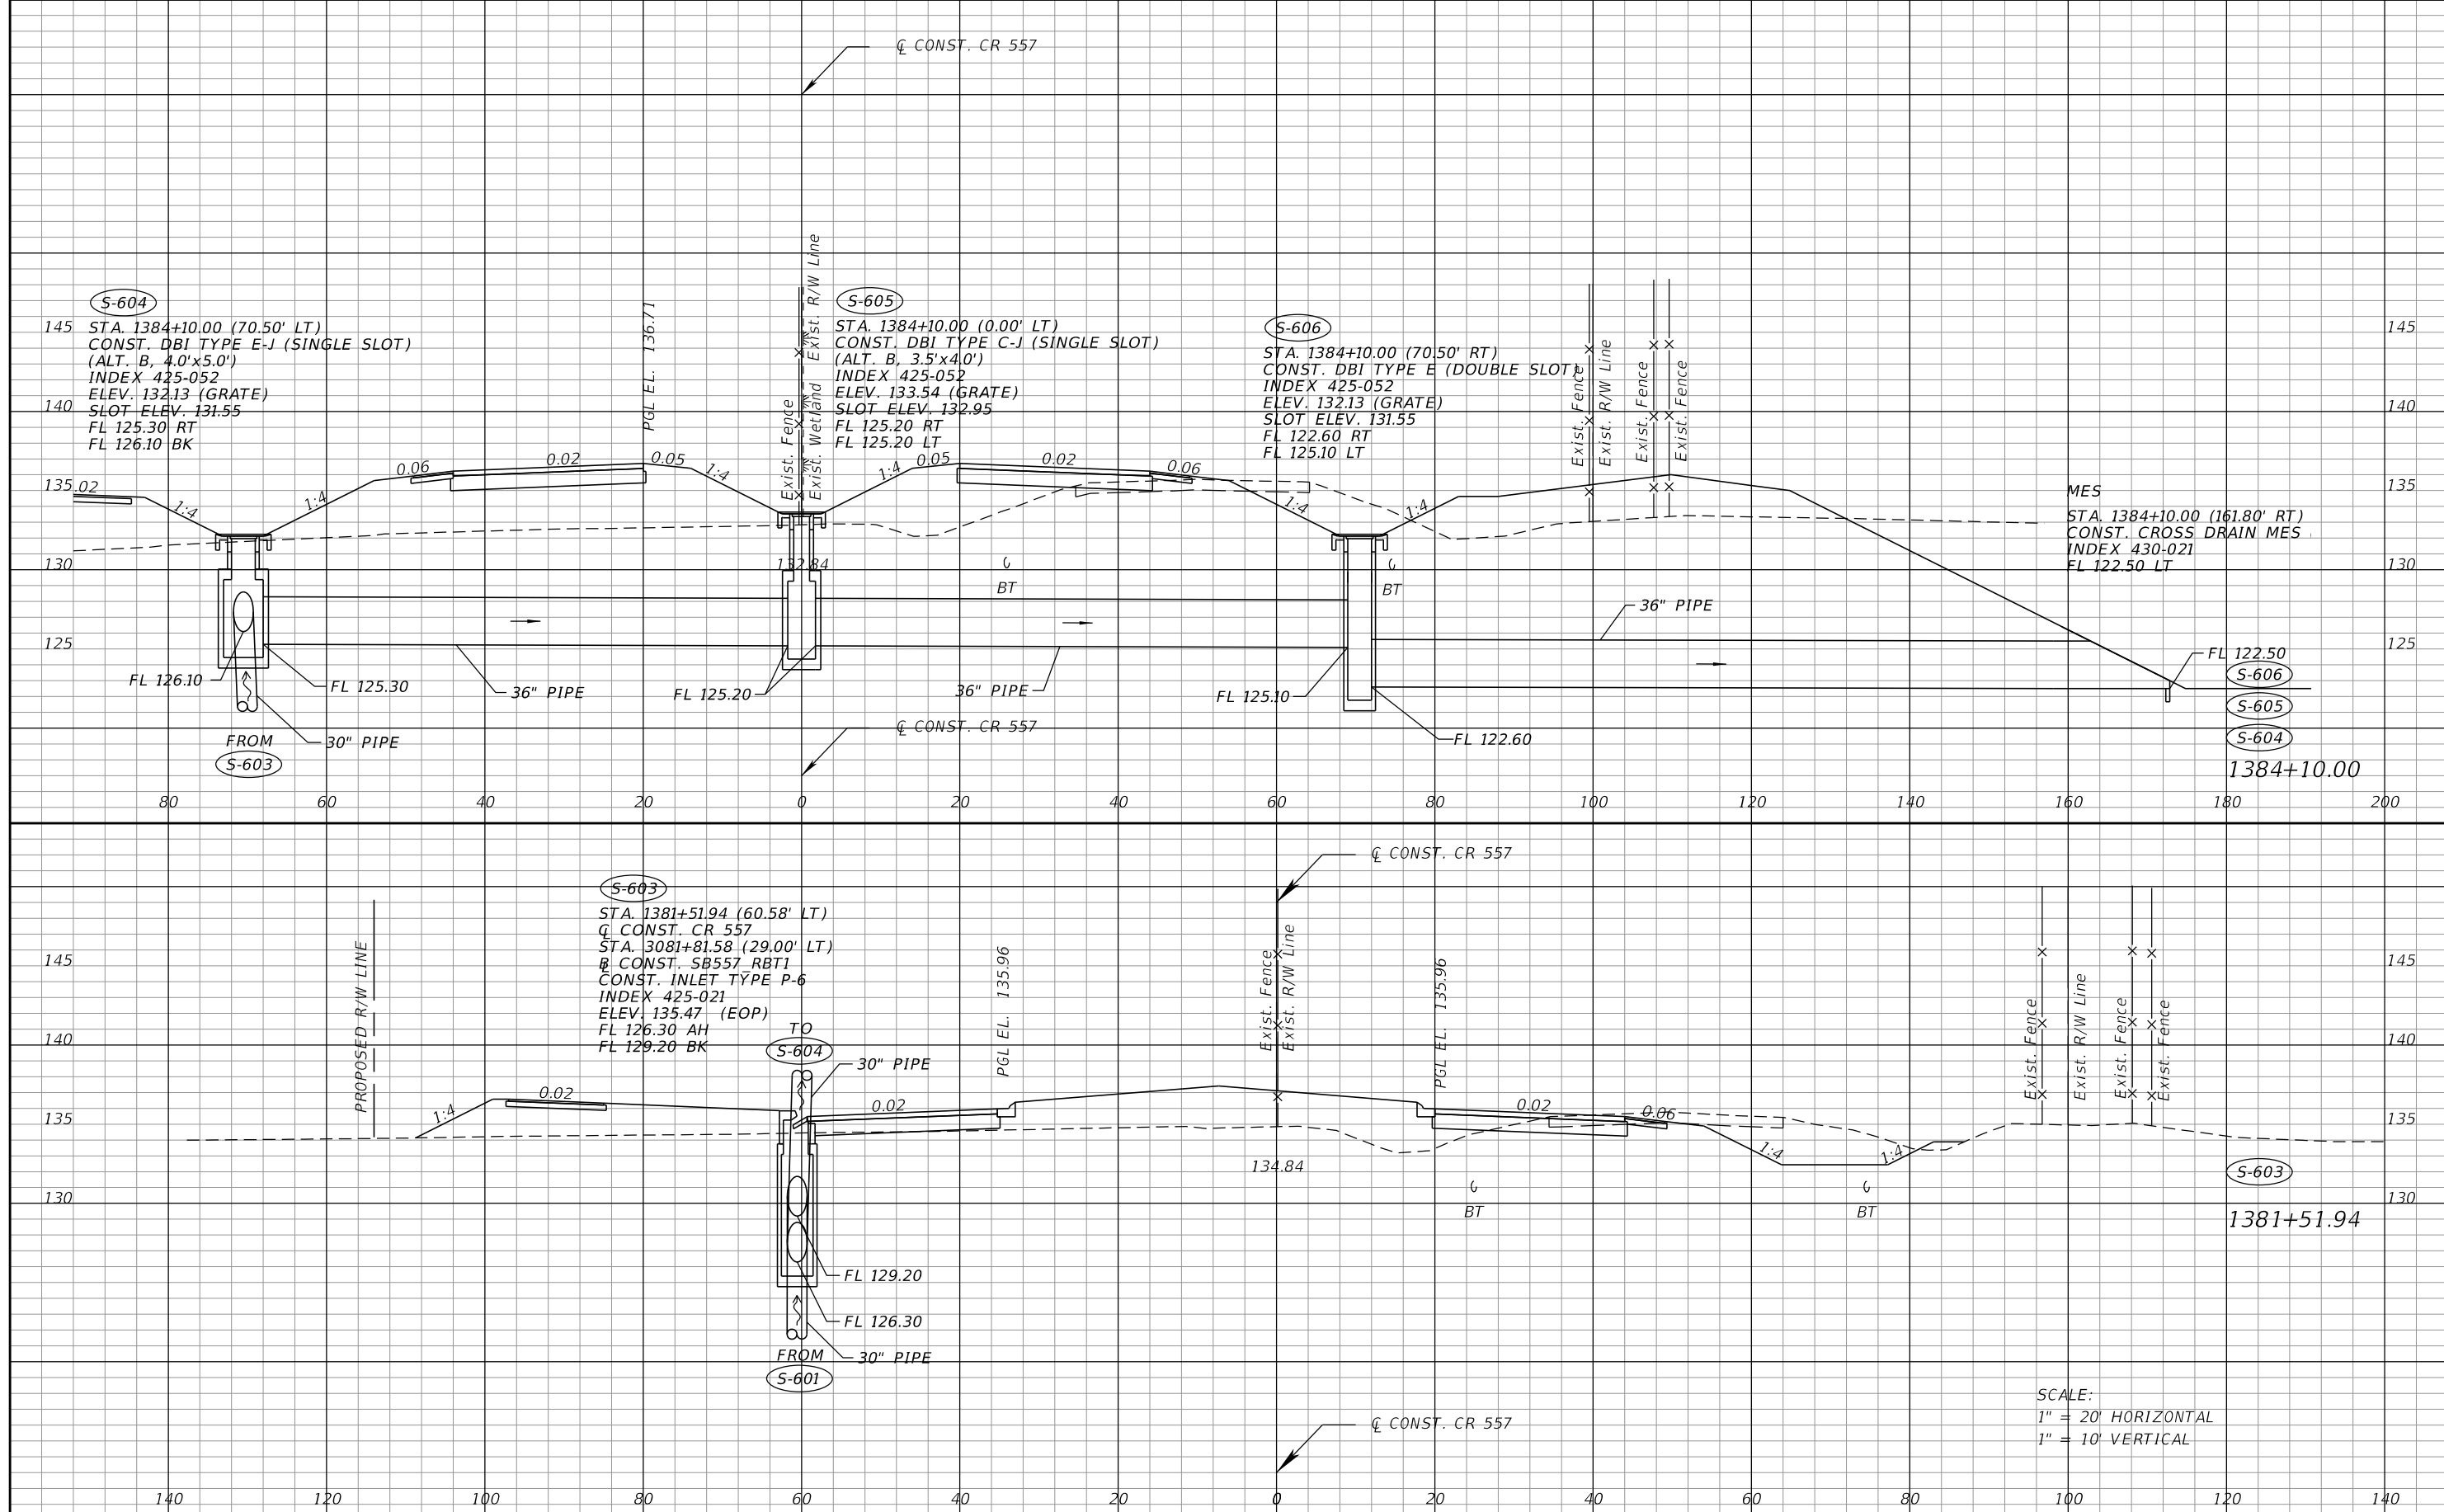 ℄ CONST. CR 557
S-604
STA. 1384+10.00 (70.50' LT)
CONST. DBI TYPE E-J (SINGLE SLOT)
(ALT. B, 4.0'x5.0')
INDEX 425-052
ELEV. 132.13 (GRATE)
SLOT ELEV. 131.55
FL 125.30 RT
FL 126.10 BK
PGL EL. 136.71
Exist. Fence
Exist. Wetland
Exist. R/W Line
S-605
STA. 1384+10.00 (0.00' LT)
CONST. DBI TYPE C-J (SINGLE SLOT)
(ALT. B, 3.5'x4.0')
INDEX 425-052
ELEV. 133.54 (GRATE)
SLOT ELEV. 132.95
FL 125.20 RT
FL 125.20 LT
S-606
STA. 1384+10.00 (70.50' RT)
CONST. DBI TYPE E (DOUBLE SLOT)
INDEX 425-052
ELEV. 132.13 (GRATE)
SLOT ELEV. 131.55
FL 122.60 RT
FL 125.10 LT
Exist. Fence
Exist. R/W Line
Exist. Fence
Exist. Fence
MES
STA. 1384+10.00 (161.80' RT)
CONST. CROSS DRAIN MES
INDEX 430-021
FL 122.50 LT
145 145
140 140
135 135
130 130
125 125
.02 1:4 1:4 0.06 0.02 0.05 1:4 1:4 0.05 0.02 0.06 1:4 1:4
132.84
BT BT
FL 126.10
FL 125.30
36" PIPE
FL 125.20
36" PIPE
FL 125.10
36" PIPE
FL 122.60
FL 122.50
FROM
S-603
30" PIPE
℄ CONST. CR 557
S-606
S-605
S-604
1384+10.00
80 60 40 20 0 20 40 60 80 100 120 140 160 180 200
℄ CONST. CR 557
PROPOSED R/W LINE
S-603
STA. 1381+51.94 (60.58' LT)
℄ CONST. CR 557
STA. 3081+81.58 (29.00' LT)
B̲L CONST. SB557_RBT1
CONST. INLET TYPE P-6
INDEX 425-021
ELEV. 135.47 (EOP)
FL 126.30 AH
FL 129.20 BK
TO
S-604
30" PIPE
PGL EL. 135.96
Exist. Fence
Exist. R/W Line
PGL EL. 135.96
Exist. Fence
Exist. R/W Line
Exist. Fence
Exist. Fence
145 145
140 140
135 135
130 130
1:4 0.02 0.02 0.02 0.06 1:4 1:4
134.84
BT BT
FL 129.20
FL 126.30
30" PIPE
FROM
S-601
S-603
1381+51.94
℄ CONST. CR 557
SCALE:
1" = 20' HORIZONTAL
1" = 10' VERTICAL
140 120 100 80 60 40 20 0 20 40 60 80 100 120 140